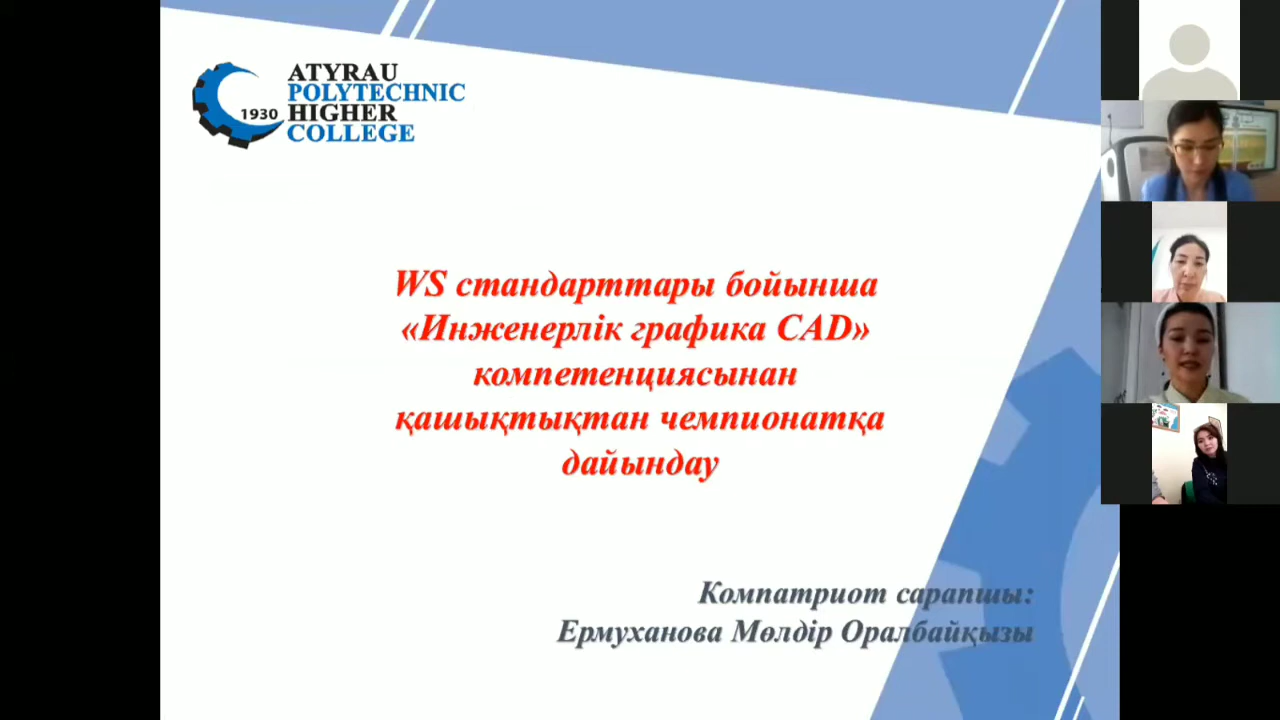 ATYRAU
POLYTECHNIC
1930 HIGHER
COLLEGE
WS стандарттары бойынша
«Инженерлік графика CAD»
компетенциясынан
қашықтықтан чемпионатқа
дайындау
Компатриот сарапшы:
Ермуханова Мөлдір Оралбайқызы